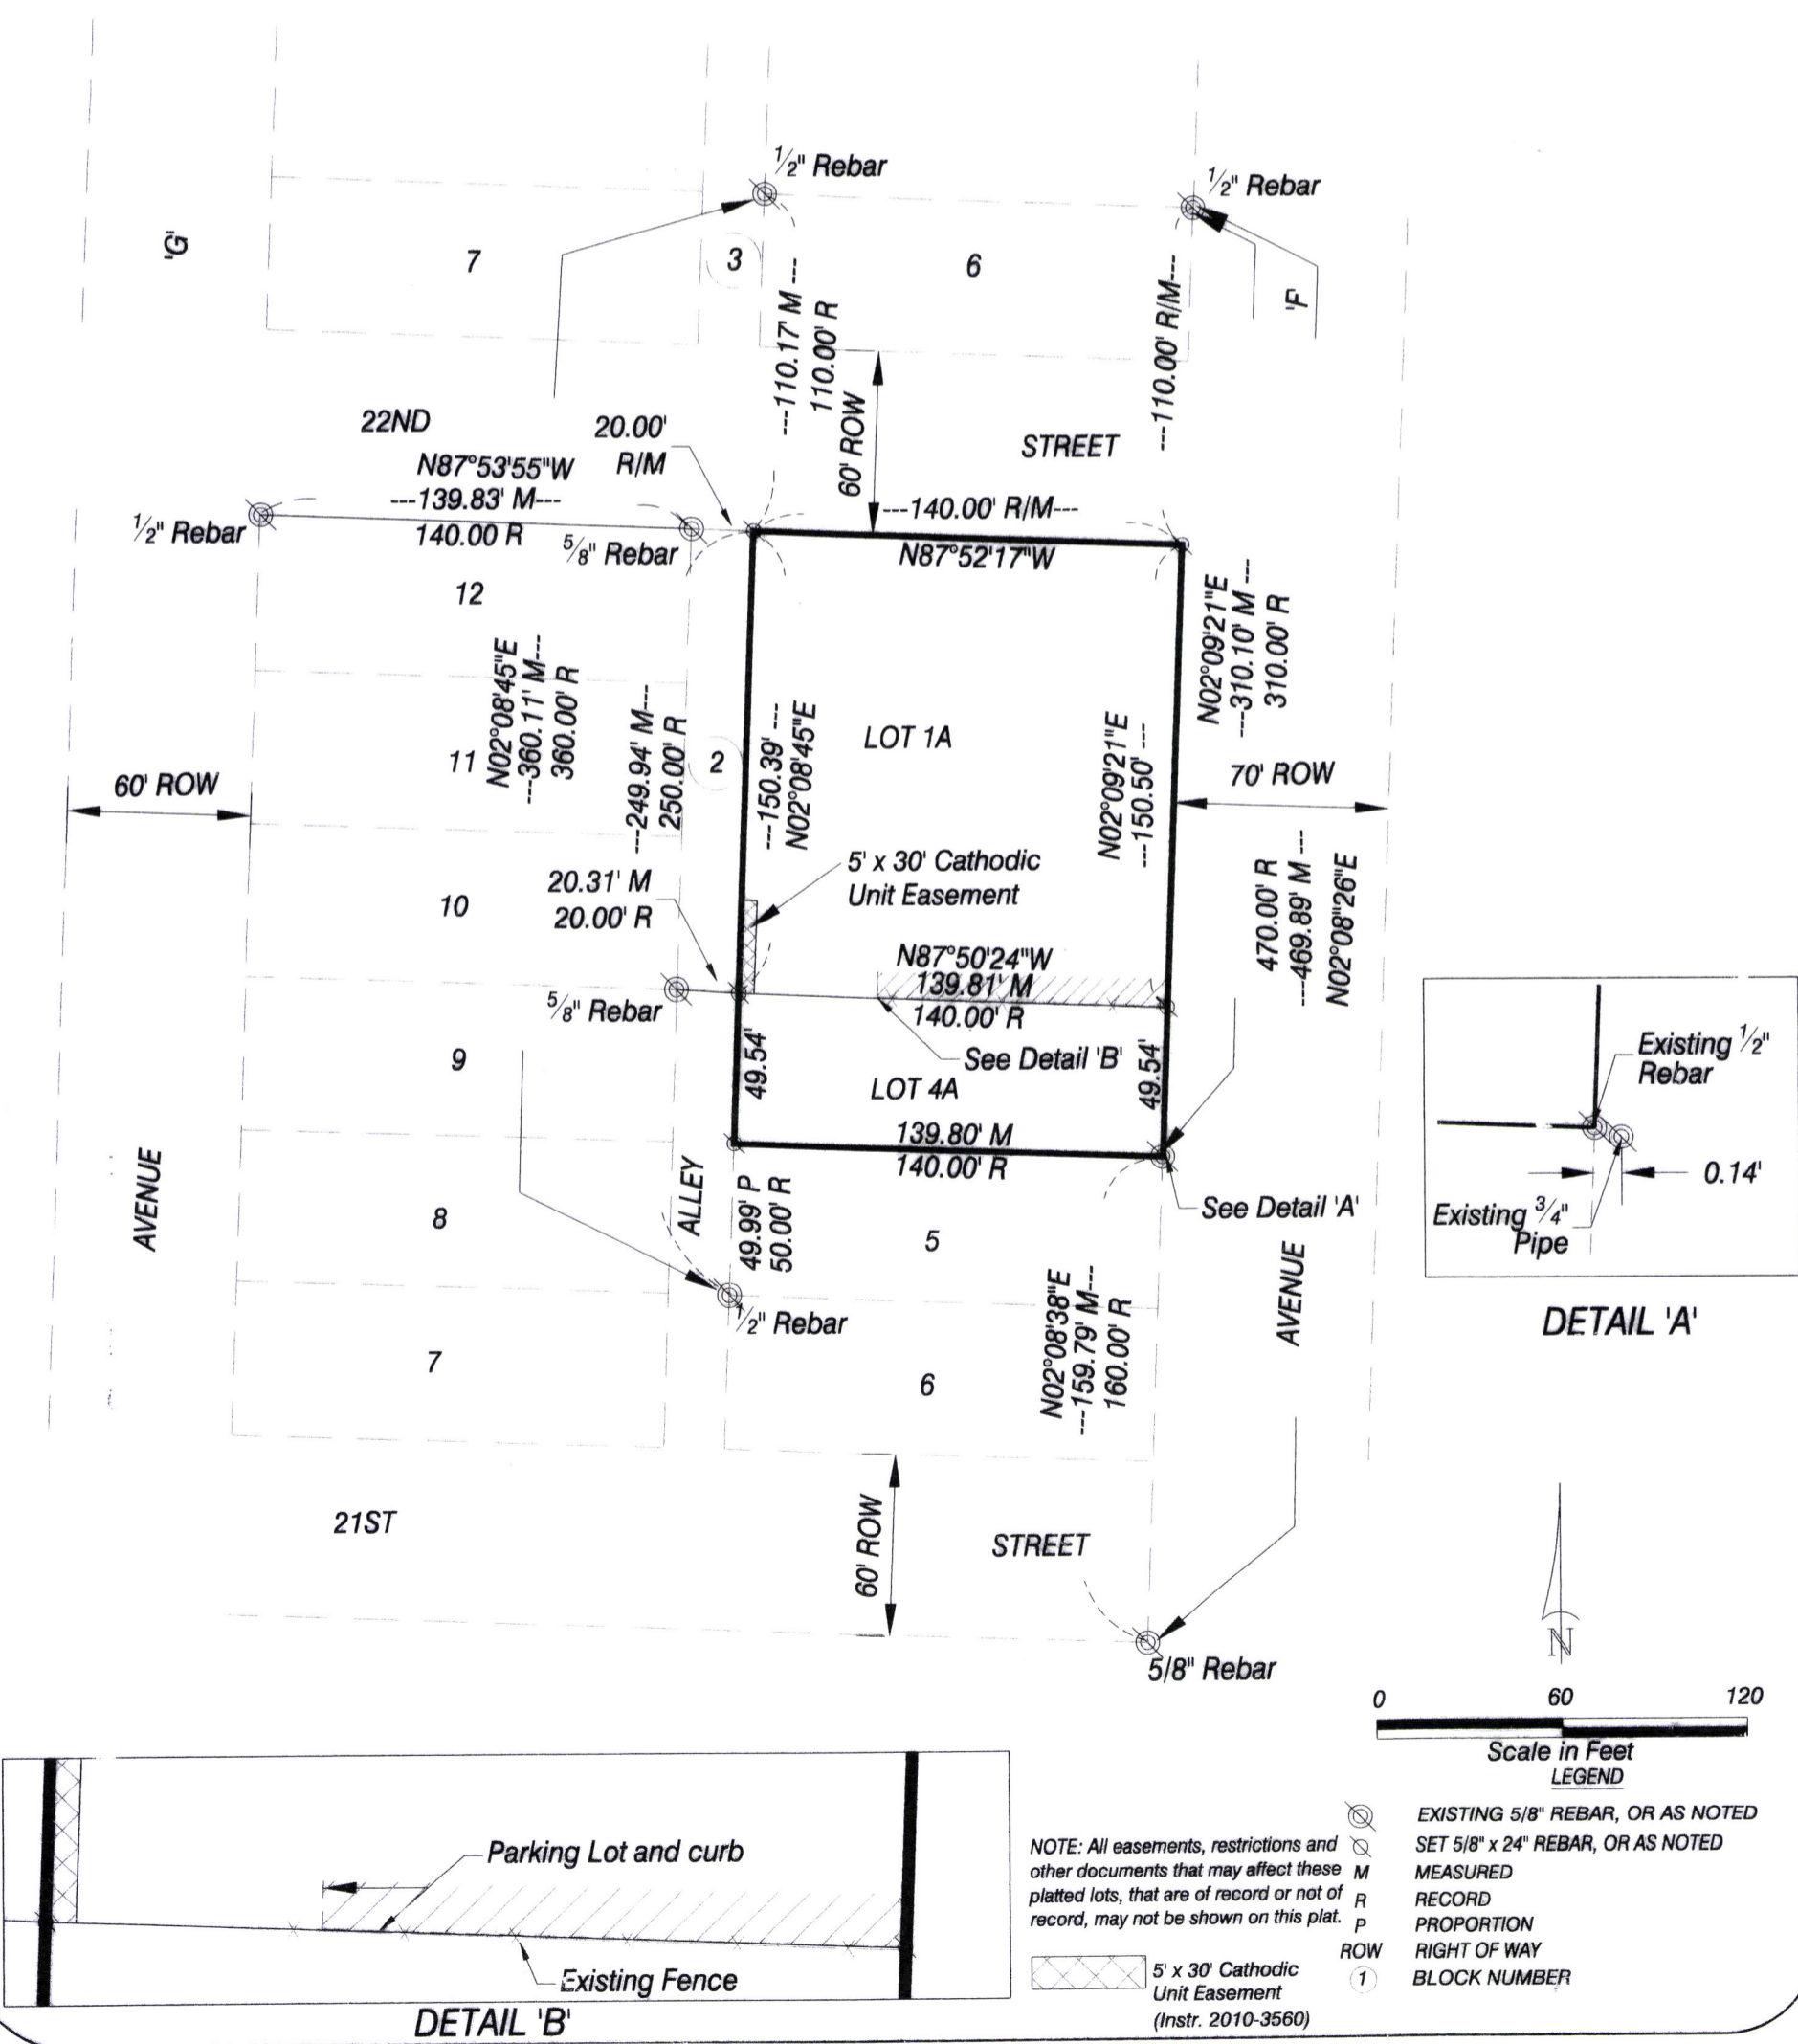 1/2" Rebar
1/2" Rebar
'G'
7
3
6
'F'
---110.17' M ---
110.00' R
---110.00' R/M---
60' ROW
22ND
20.00'
R/M
STREET
N87°53'55"W
---139.83' M---
140.00 R
1/2" Rebar
5/8" Rebar
---140.00' R/M---
N87°52'17"W
12
N02°08'45"E
---360.11' M---
360.00' R
---249.94' M---
250.00' R
11
2
---150.39' ---
N02°08'45"E
LOT 1A
N02°09'21"E
---150.50' ---
N02°09'21"E
---310.10' M ---
310.00' R
60' ROW
70' ROW
5' x 30' Cathodic
Unit Easement
20.31' M
20.00' R
10
470.00' R
---469.89' M ---
N02°08'26"E
N87°50'24"W
139.81' M
140.00' R
5/8" Rebar
9
49.54'
See Detail 'B'
49.54'
LOT 4A
139.80' M
140.00' R
AVENUE
8
ALLEY
49.99' P
50.00' R
5
See Detail 'A'
AVENUE
1/2" Rebar
7
6
N02°08'38"E
---159.79' M---
160.00' R
21ST
60' ROW
STREET
5/8" Rebar
Existing 1/2"
Rebar
0.14'
Existing 3/4"
Pipe
DETAIL 'A'
N
0 60 120
Scale in Feet
LEGEND
EXISTING 5/8" REBAR, OR AS NOTED
SET 5/8" x 24" REBAR, OR AS NOTED
M MEASURED
R RECORD
P PROPORTION
ROW RIGHT OF WAY
1 BLOCK NUMBER
NOTE: All easements, restrictions and
other documents that may affect these
platted lots, that are of record or not of
record, may not be shown on this plat.
5' x 30' Cathodic
Unit Easement
(Instr. 2010-3560)
Parking Lot and curb
Existing Fence
DETAIL 'B'